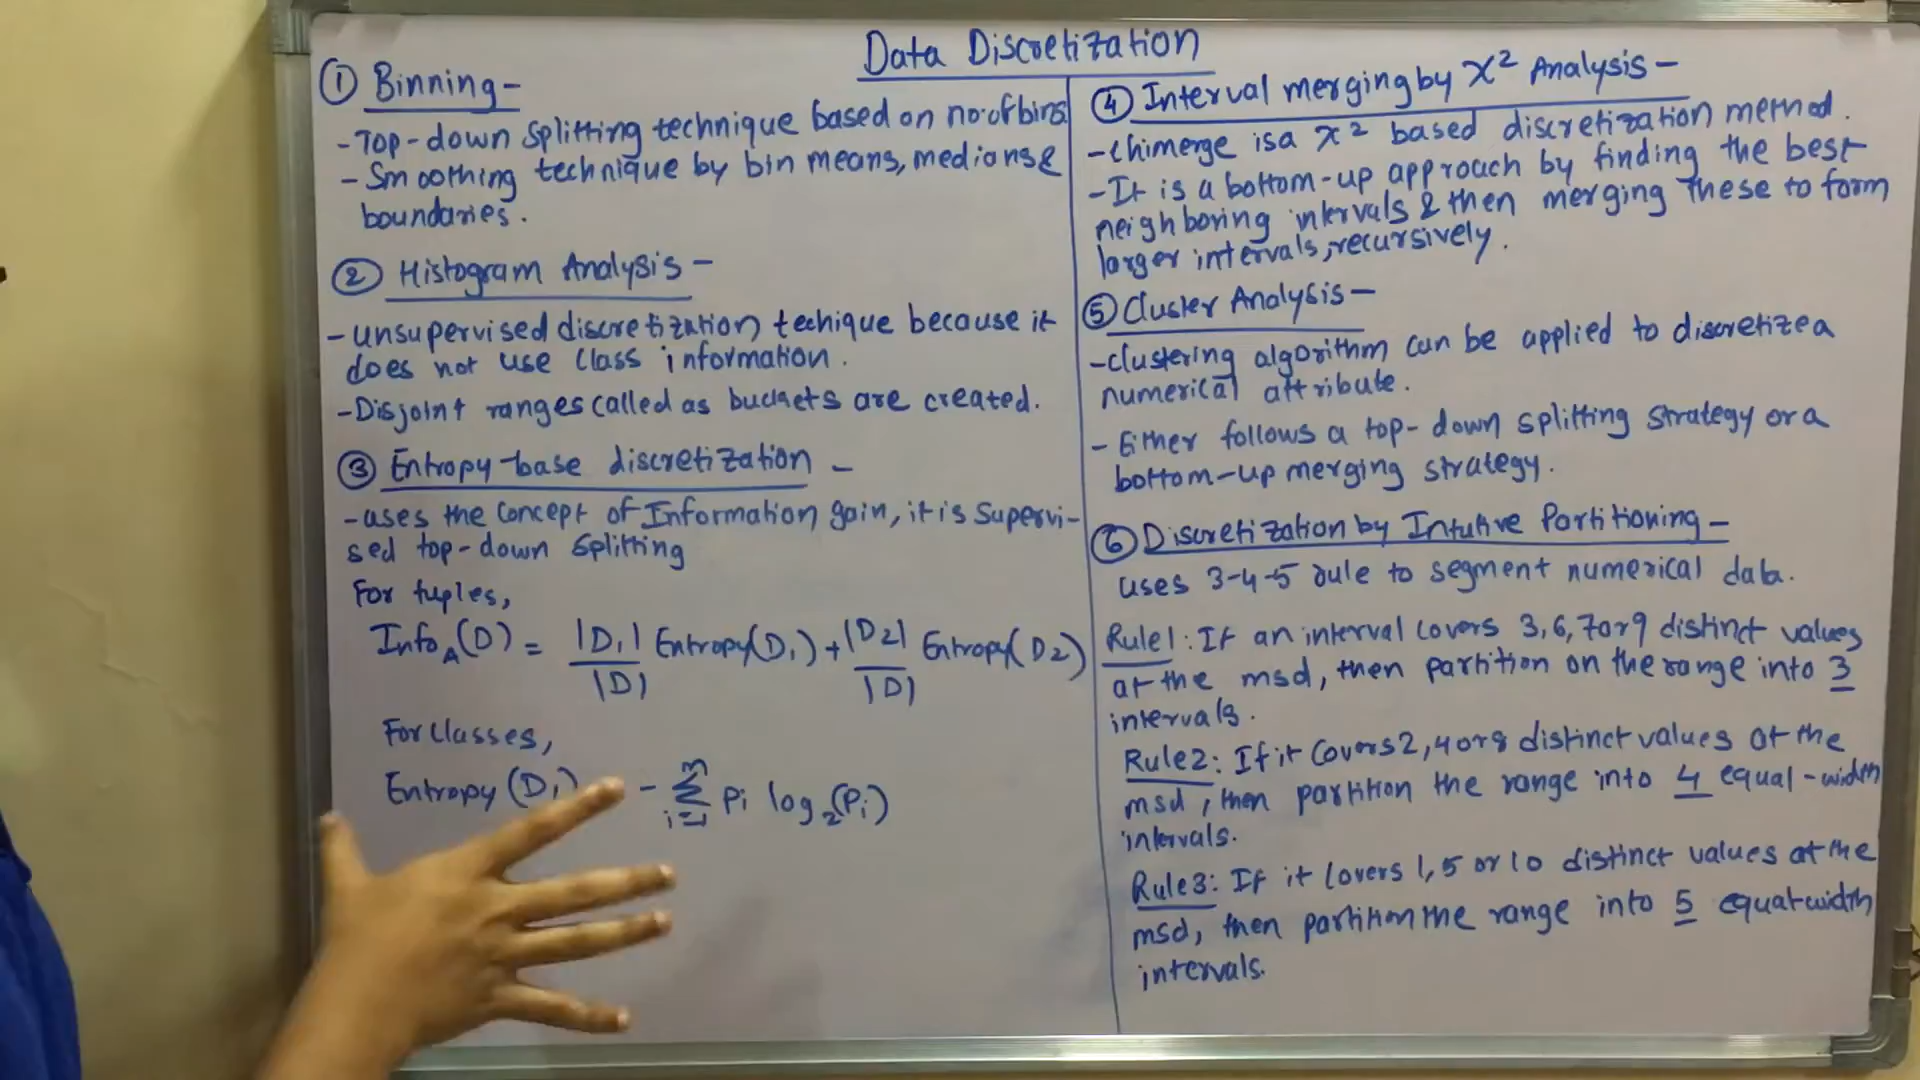 Data Discretization
① Binning -
- Top-down splitting technique based on no.of bins
- Smoothing technique by bin means, medians &
boundaries.
② Histogram Analysis -
- unsupervised discretization techique because it
does not use class information.
- Disjoint ranges called as buckets are created.
③ Entropy-base discretization -
- uses the concept of Information gain, it is supervi-
sed top-down splitting
For tuples,
Info_A(D) = |D₁|/|D| Entropy(D₁) + |D2|/|D| Entropy(D2)
For classes,
Entropy (D₁) - Σ_{i=1}^{m} Pi log₂(Pi)
④ Interval merging by χ² Analysis -
- Chimerge is a χ² based discretization method.
- It is a bottom-up approach by finding the best
neighboring intervals & then merging these to form
larger intervals, recursively.
⑤ Cluster Analysis -
- clustering algorithm can be applied to discretize a
numerical attribute.
- Either follows a top-down splitting strategy or a
bottom-up merging strategy.
⑥ Discretization by Intutive Partitioning -
uses 3-4-5 rule to segment numerical data.
Rule1: If an interval covers 3,6,7 or 9 distinct values
at the msd, then partition on the range into 3
intervals.
Rule2: If it covers 2,4 or 8 distinct values at the
msd, then partition the range into 4 equal-width
intervals.
Rule3: If it covers 1,5 or 10 distinct values at the
msd, then partition the range into 5 equal width
intervals.